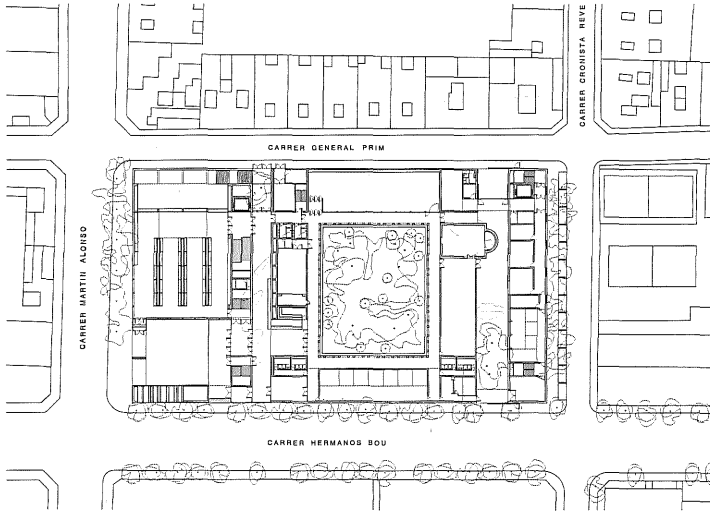 CARRER CRONISTA REVE
CARRER GENERAL PRIM
CARRER MARTIN ALONSO
CARRER HERMANOS BOU